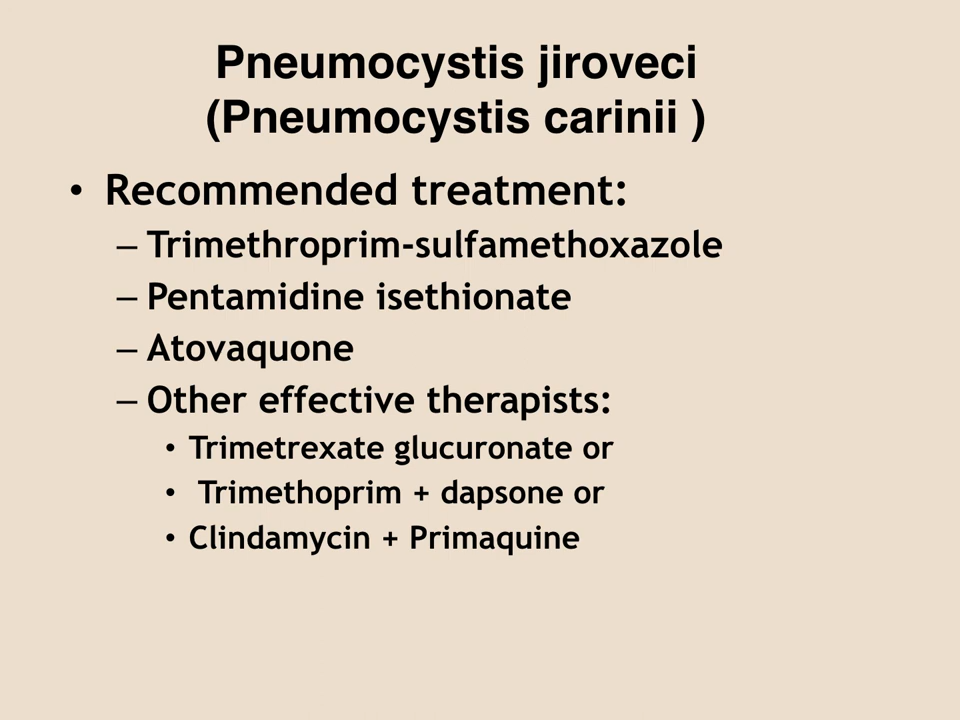 Pneumocystis jiroveci
(Pneumocystis carinii )
• Recommended treatment:
– Trimethroprim-sulfamethoxazole
– Pentamidine isethionate
– Atovaquone
– Other effective therapists:
• Trimetrexate glucuronate or
• Trimethoprim + dapsone or
• Clindamycin + Primaquine